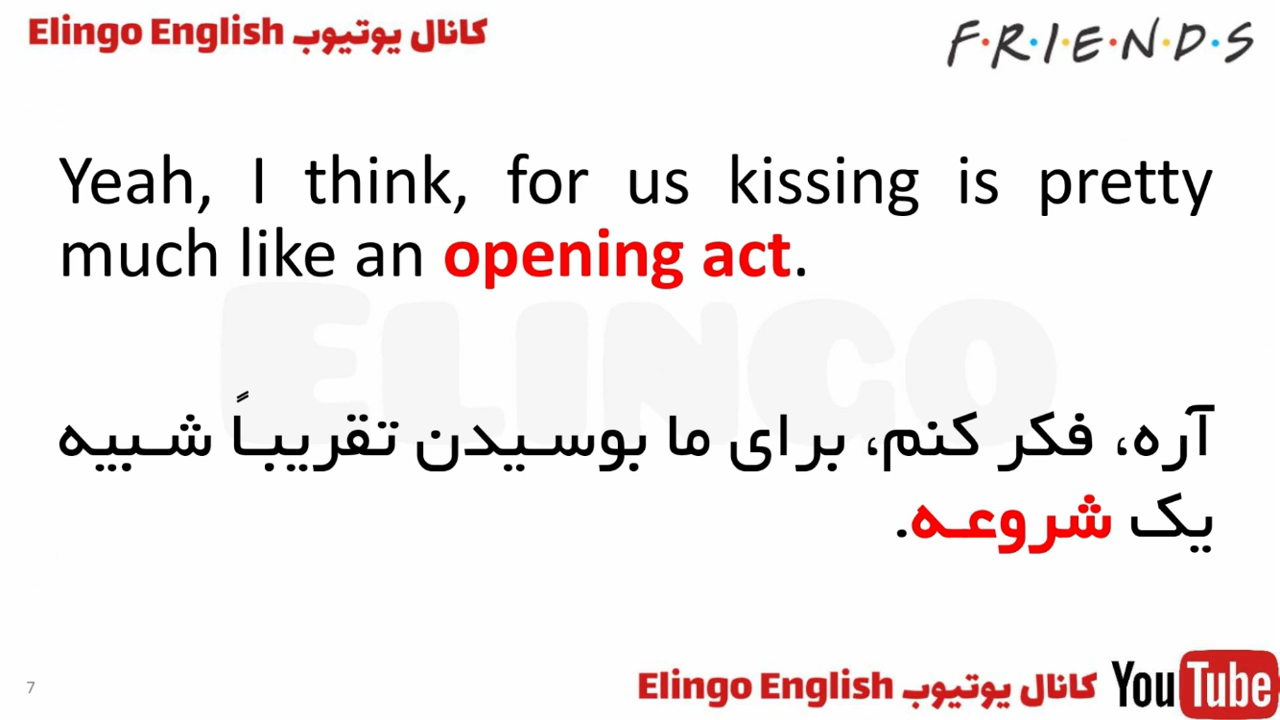 کانال یوتیوب Elingo English
F·R·I·E·N·D·S
Yeah, I think, for us kissing is pretty
much like an opening act.
ELINGO
آره، فکر کنم، برای ما بوسیدن تقریباً شبیه
یک شروعه.
7
کانال یوتیوب Elingo English
YouTube